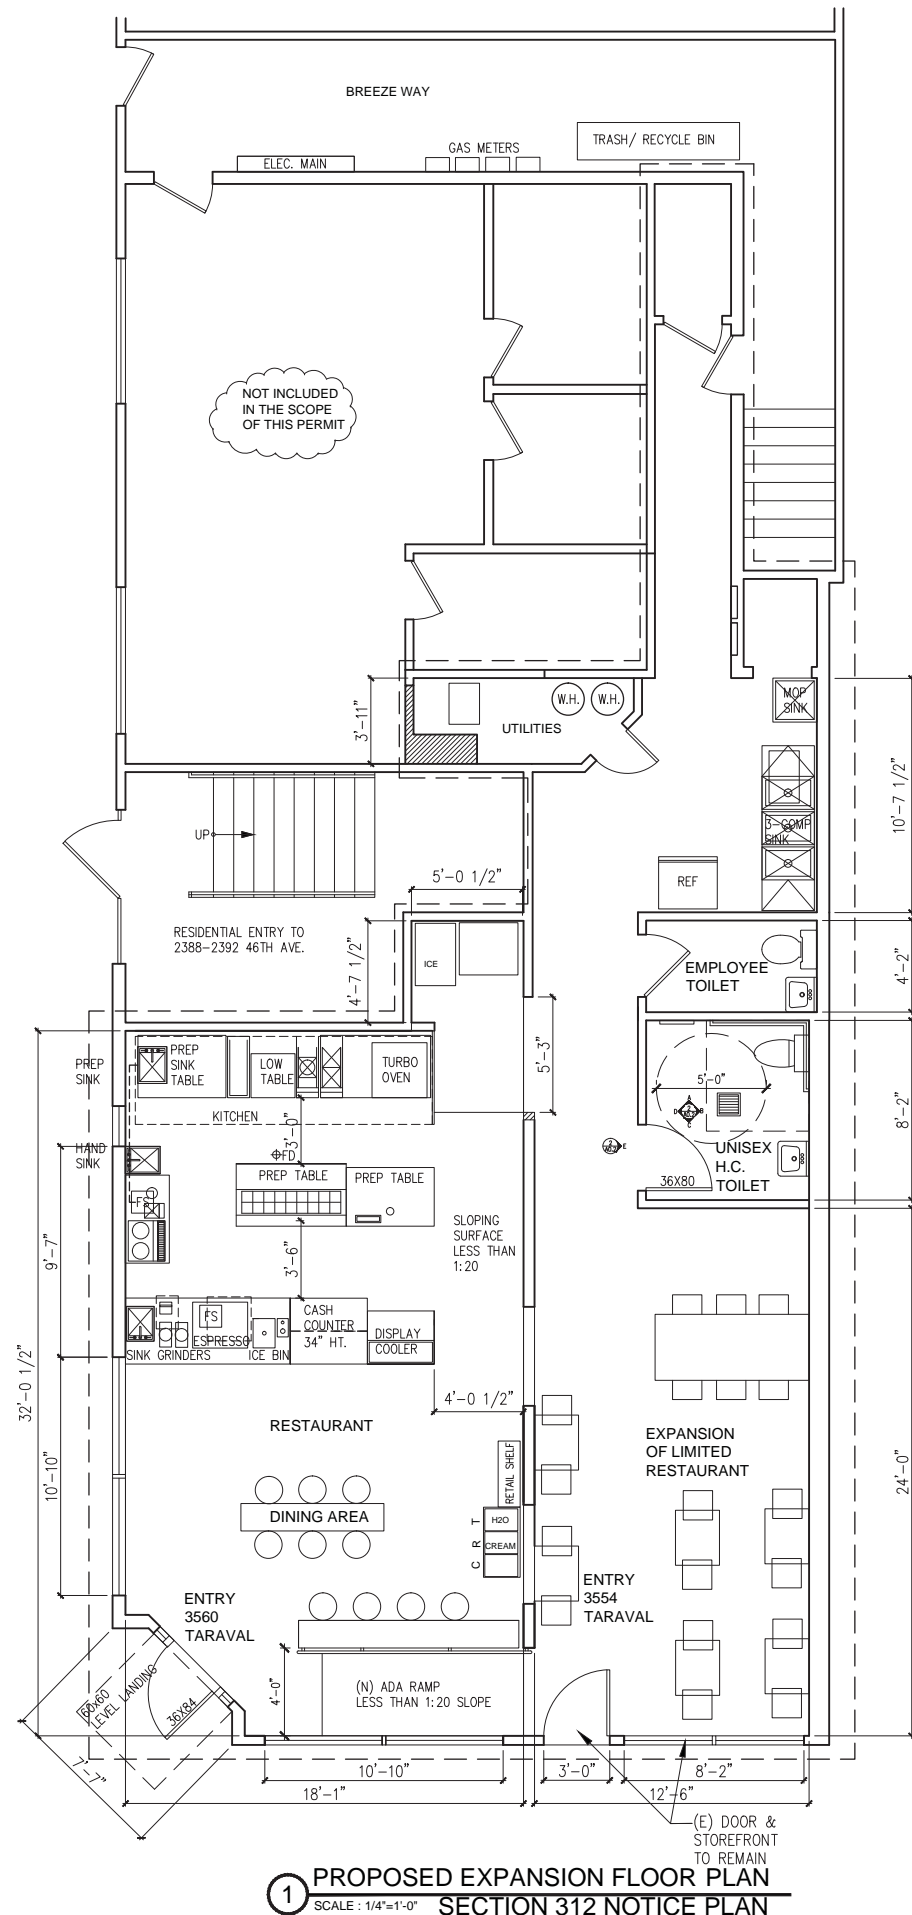 BREEZE WAY
TRASH/ RECYCLE BIN
GAS METERS
ELEC. MAIN
NOT INCLUDED
IN THE SCOPE
OF THIS PERMIT
3'-11"
W.H.
W.H.
UTILITIES
MOP
SINK
10'-7 1/2"
3-COMP
SINK
UP
REF
5'-0 1/2"
RESIDENTIAL ENTRY TO
2388-2392 46TH AVE.
4'-7 1/2"
ICE
EMPLOYEE
TOILET
4'-2"
PREP
SINK
PREP
SINK
TABLE
LOW
TABLE
TURBO
OVEN
KITCHEN
5'-3"
5'-0"
8'-2"
3'-0"
FD
HAND
SINK
PREP TABLE
PREP TABLE
FS
UNISEX
H.C.
TOILET
36X80
9'-7"
3'-6"
SLOPING
SURFACE
LESS THAN
1:20
FS
ESPRESSO
CASH
COUNTER
34" HT.
DISPLAY
COOLER
SINK GRINDERS
ICE BIN
32'-0 1/2"
4'-0 1/2"
RESTAURANT
EXPANSION
OF LIMITED
RESTAURANT
RETAIL SHELF
10'-10"
24'-0"
DINING AREA
C R T
H2O
CREAM
ENTRY
3560
TARAVAL
ENTRY
3554
TARAVAL
60x60
LEVEL LANDING
36X84
4'-0"
(N) ADA RAMP
LESS THAN 1:20 SLOPE
7'-7"
10'-10"
3'-0"
8'-2"
18'-1"
12'-6"
(E) DOOR &
STOREFRONT
TO REMAIN
1
PROPOSED EXPANSION FLOOR PLAN
SCALE : 1/4"=1'-0"
SECTION 312 NOTICE PLAN